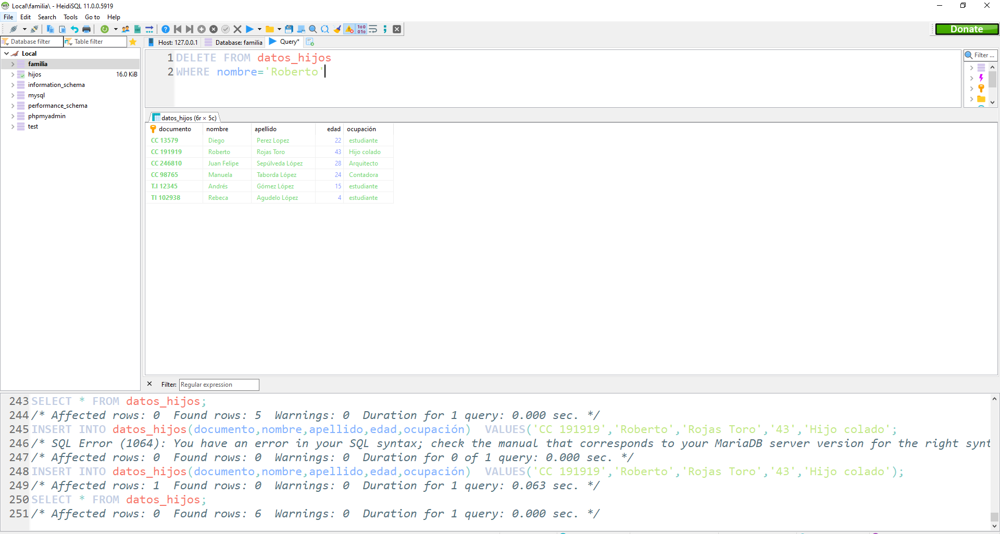 Local\familia\ - HeidiSQL 11.0.0.5919
File Edit Search Tools Go to Help
Donate
Database filter Table filter
Host: 127.0.0.1 Database: familia Query*
Local
familia
hijos 16.0 KiB
information_schema
mysql
performance_schema
phpmyadmin
test
1 DELETE FROM datos_hijos
2 WHERE nombre='Roberto'
Filter ...
datos_hijos (6r × 5c)
documento nombre apellido edad ocupación
CC 13579 Diego Perez Lopez 22 estudiante
CC 191919 Roberto Rojas Toro 43 Hijo colado
CC 246810 Juan Felipe Sepúlveda López 28 Arquitecto
CC 98765 Manuela Taborda López 24 Contadora
T.I 12345 Andrés Gómez López 15 estudiante
TI 102938 Rebeca Agudelo López 4 estudiante
Filter: Regular expression
243 SELECT * FROM datos_hijos;
244 /* Affected rows: 0 Found rows: 5 Warnings: 0 Duration for 1 query: 0.000 sec. */
245 INSERT INTO datos_hijos(documento,nombre,apellido,edad,ocupación) VALUES('CC 191919','Roberto','Rojas Toro','43','Hijo colado';
246 /* SQL Error (1064): You have an error in your SQL syntax; check the manual that corresponds to your MariaDB server version for the right synt
247 /* Affected rows: 0 Found rows: 0 Warnings: 0 Duration for 0 of 1 query: 0.000 sec. */
248 INSERT INTO datos_hijos(documento,nombre,apellido,edad,ocupación) VALUES('CC 191919','Roberto','Rojas Toro','43','Hijo colado');
249 /* Affected rows: 1 Found rows: 0 Warnings: 0 Duration for 1 query: 0.063 sec. */
250 SELECT * FROM datos_hijos;
251 /* Affected rows: 0 Found rows: 6 Warnings: 0 Duration for 1 query: 0.000 sec. */